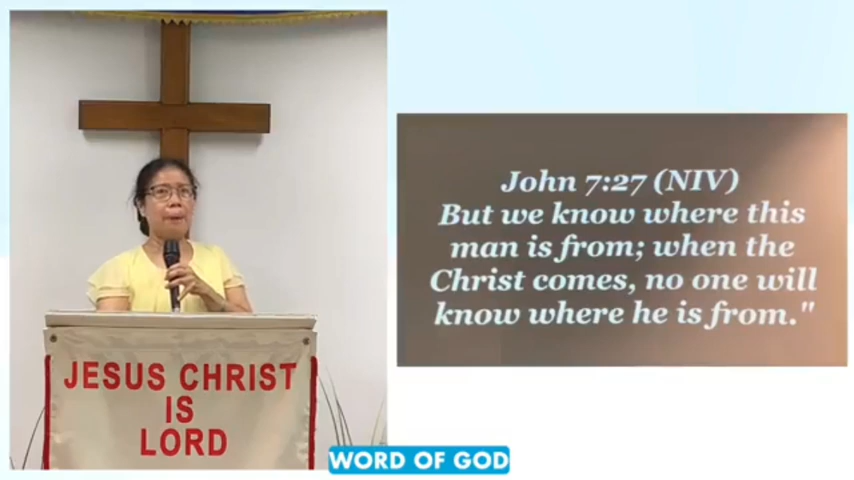 JESUS CHRIST
IS
LORD
John 7:27 (NIV)
But we know where this
man is from; when the
Christ comes, no one will
know where he is from."
WORD OF GOD